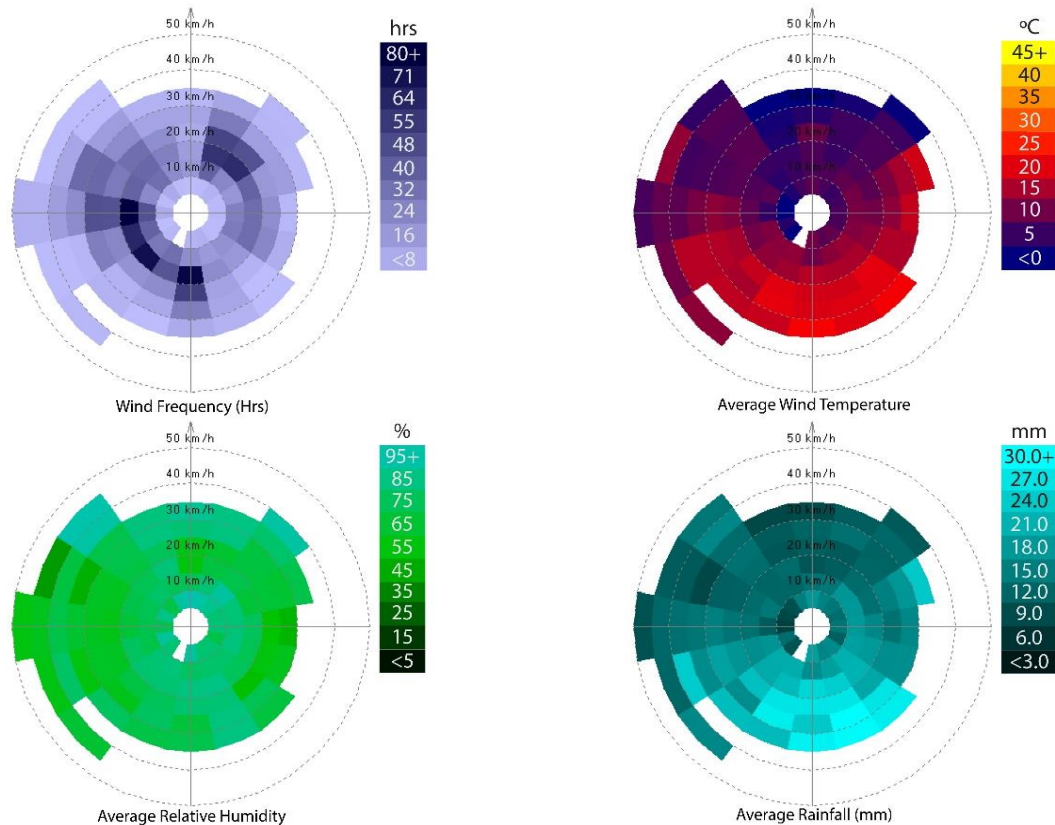 50 km/h
40 km/h
30 km/h
20 km/h
10 km/h
hrs
80+
71
64
55
48
40
32
24
16
<8
Wind Frequency (Hrs)
50 km/h
40 km/h
30 km/h
20 km/h
10 km/h
ºC
45+
40
35
30
25
20
15
10
5
<0
Average Wind Temperature
50 km/h
40 km/h
30 km/h
20 km/h
10 km/h
%
95+
85
75
65
55
45
35
25
15
<5
Average Relative Humidity
50 km/h
40 km/h
30 km/h
20 km/h
10 km/h
mm
30.0+
27.0
24.0
21.0
18.0
15.0
12.0
9.0
6.0
<3.0
Average Rainfall (mm)